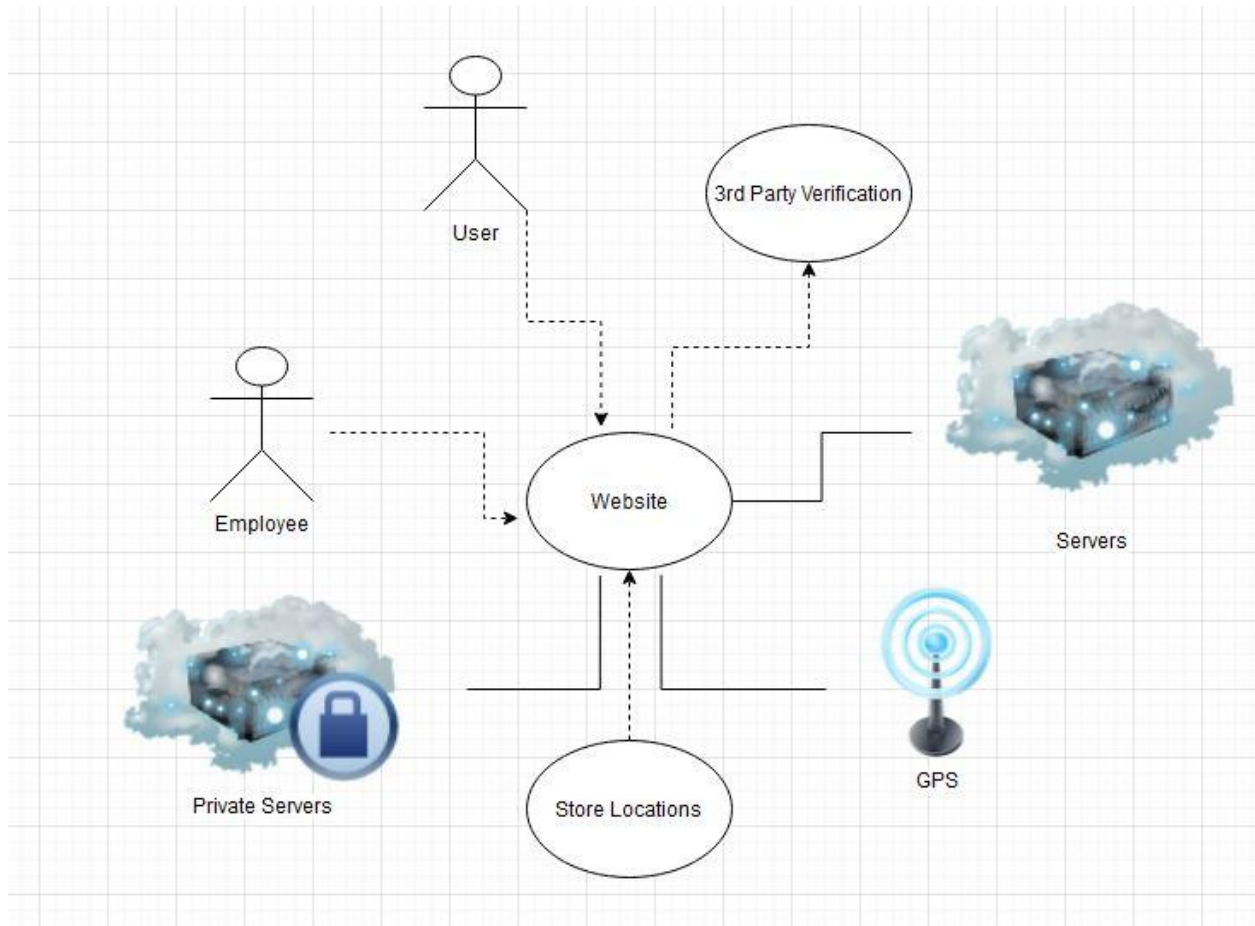 User
3rd Party Verification
Employee
Website
Servers
Private Servers
Store Locations
GPS